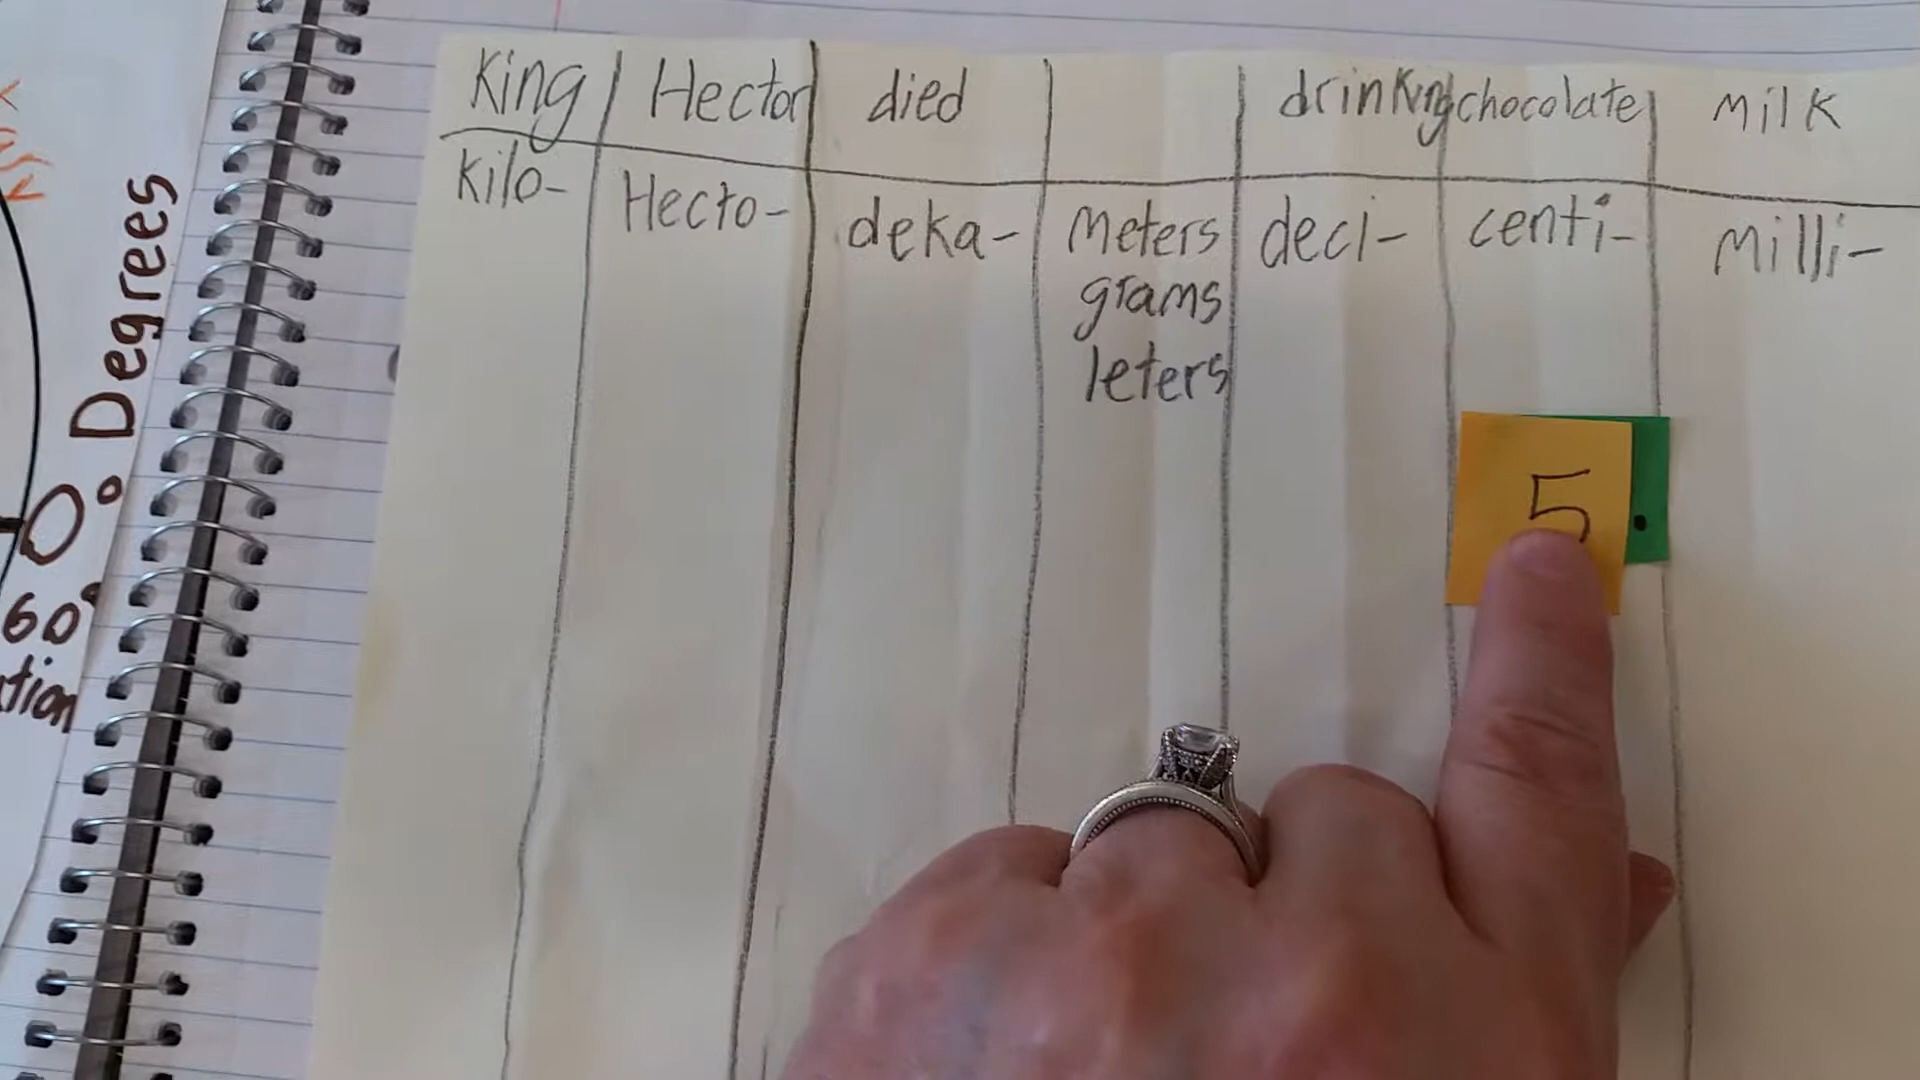 King Hector died drinking chocolate milk
Kilo- Hecto- deka- Meters deci- centi- Milli-
grams
leters
5 .
Degrees
0°
60°